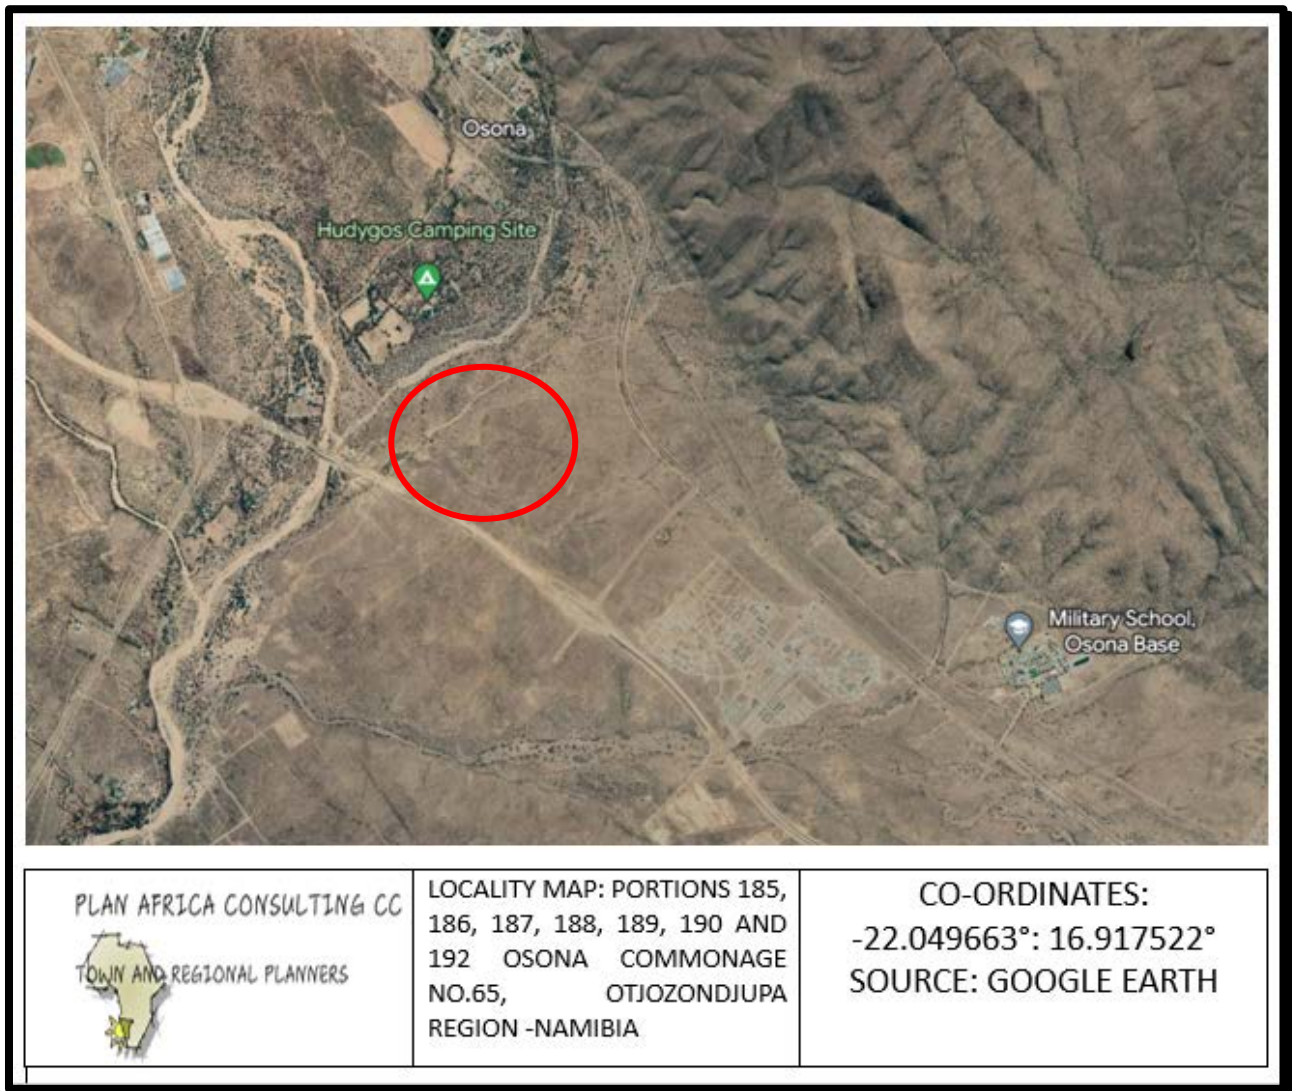 Osona
Hudygos Camping Site
Military School,
Osona Base
PLAN AFRICA CONSULTING CC
TOWN AND REGIONAL PLANNERS
LOCALITY MAP: PORTIONS 185,
186, 187, 188, 189, 190 AND
192 OSONA COMMONAGE
NO.65, OTJOZONDJUPA
REGION -NAMIBIA
CO-ORDINATES:
-22.049663°: 16.917522°
SOURCE: GOOGLE EARTH